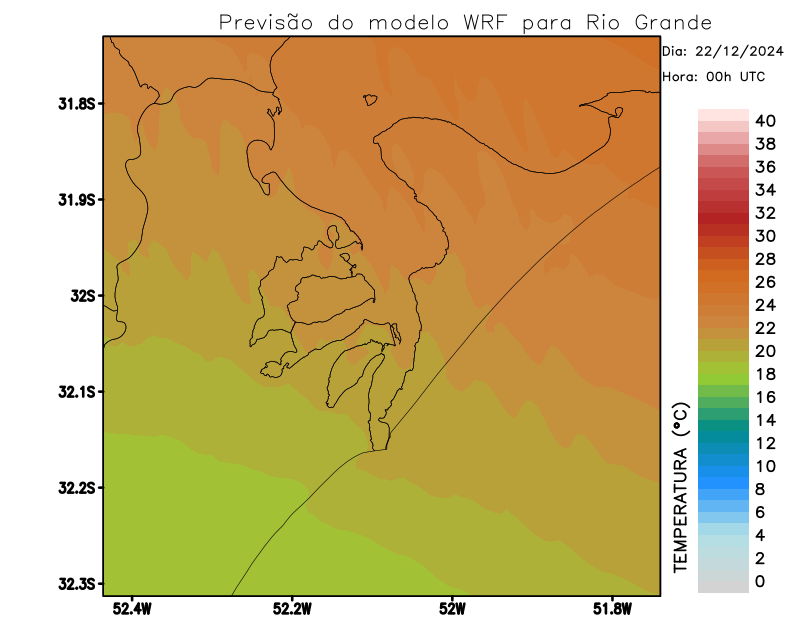 Previsão do modelo WRF para Rio Grande
Dia: 22/12/2024
Hora: 00h UTC
31.8S
31.9S
32S
32.1S
32.2S
32.3S
52.4W
52.2W
52W
51.8W
TEMPERATURA (°C)
40
38
36
34
32
30
28
26
24
22
20
18
16
14
12
10
8
6
4
2
0